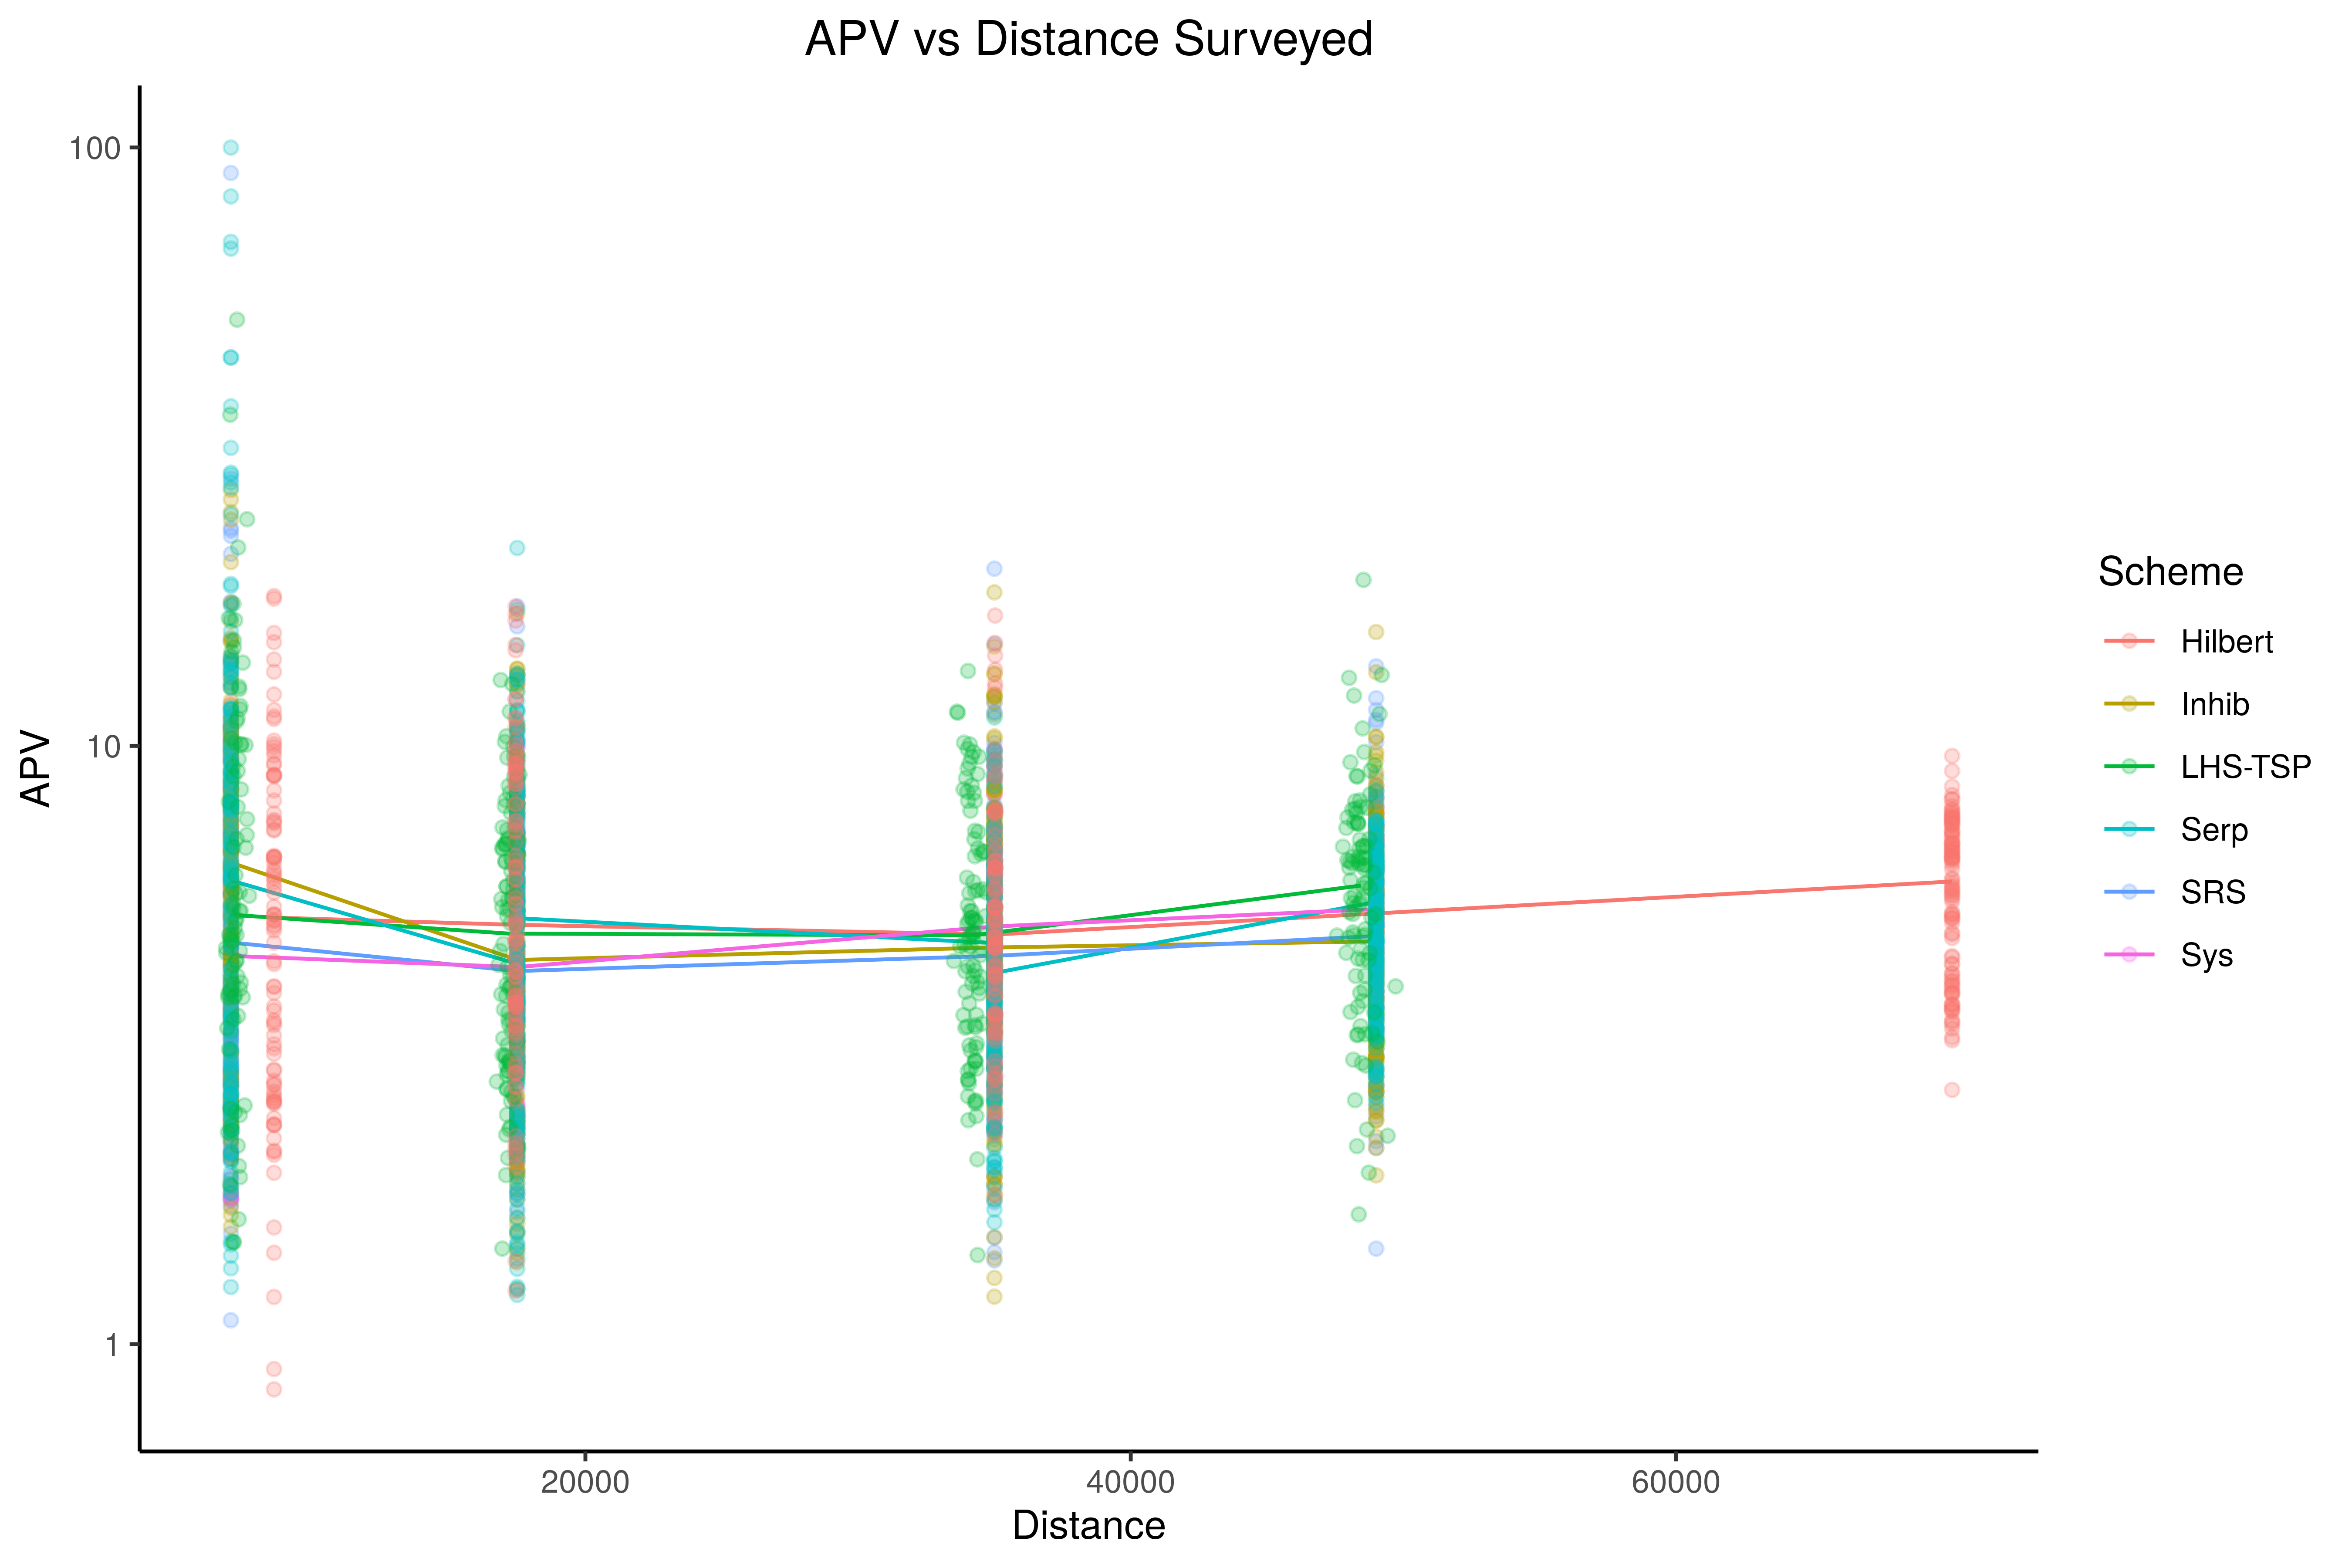 APV vs Distance Surveyed
100
10
1
APV
20000
40000
60000
Distance
Scheme
Hilbert
Inhib
LHS-TSP
Serp
SRS
Sys